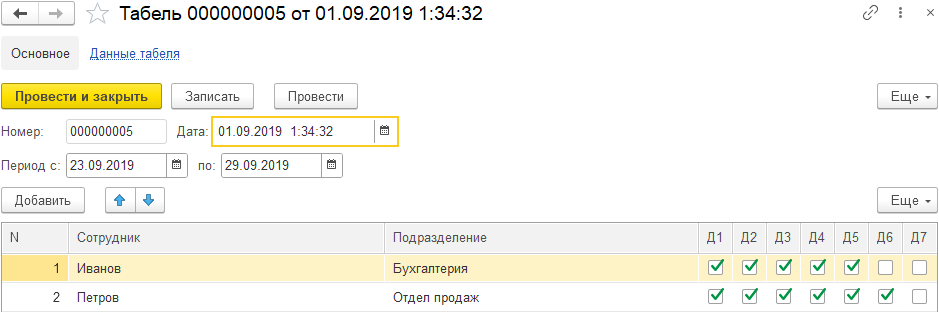 Табель 000000005 от 01.09.2019 1:34:32
Основное Данные табеля
Провести и закрыть Записать Провести Еще
Номер: 000000005 Дата: 01.09.2019 1:34:32
Период с: 23.09.2019 по: 29.09.2019
Добавить Еще
N Сотрудник Подразделение Д1 Д2 Д3 Д4 Д5 Д6 Д7
1 Иванов Бухгалтерия
2 Петров Отдел продаж